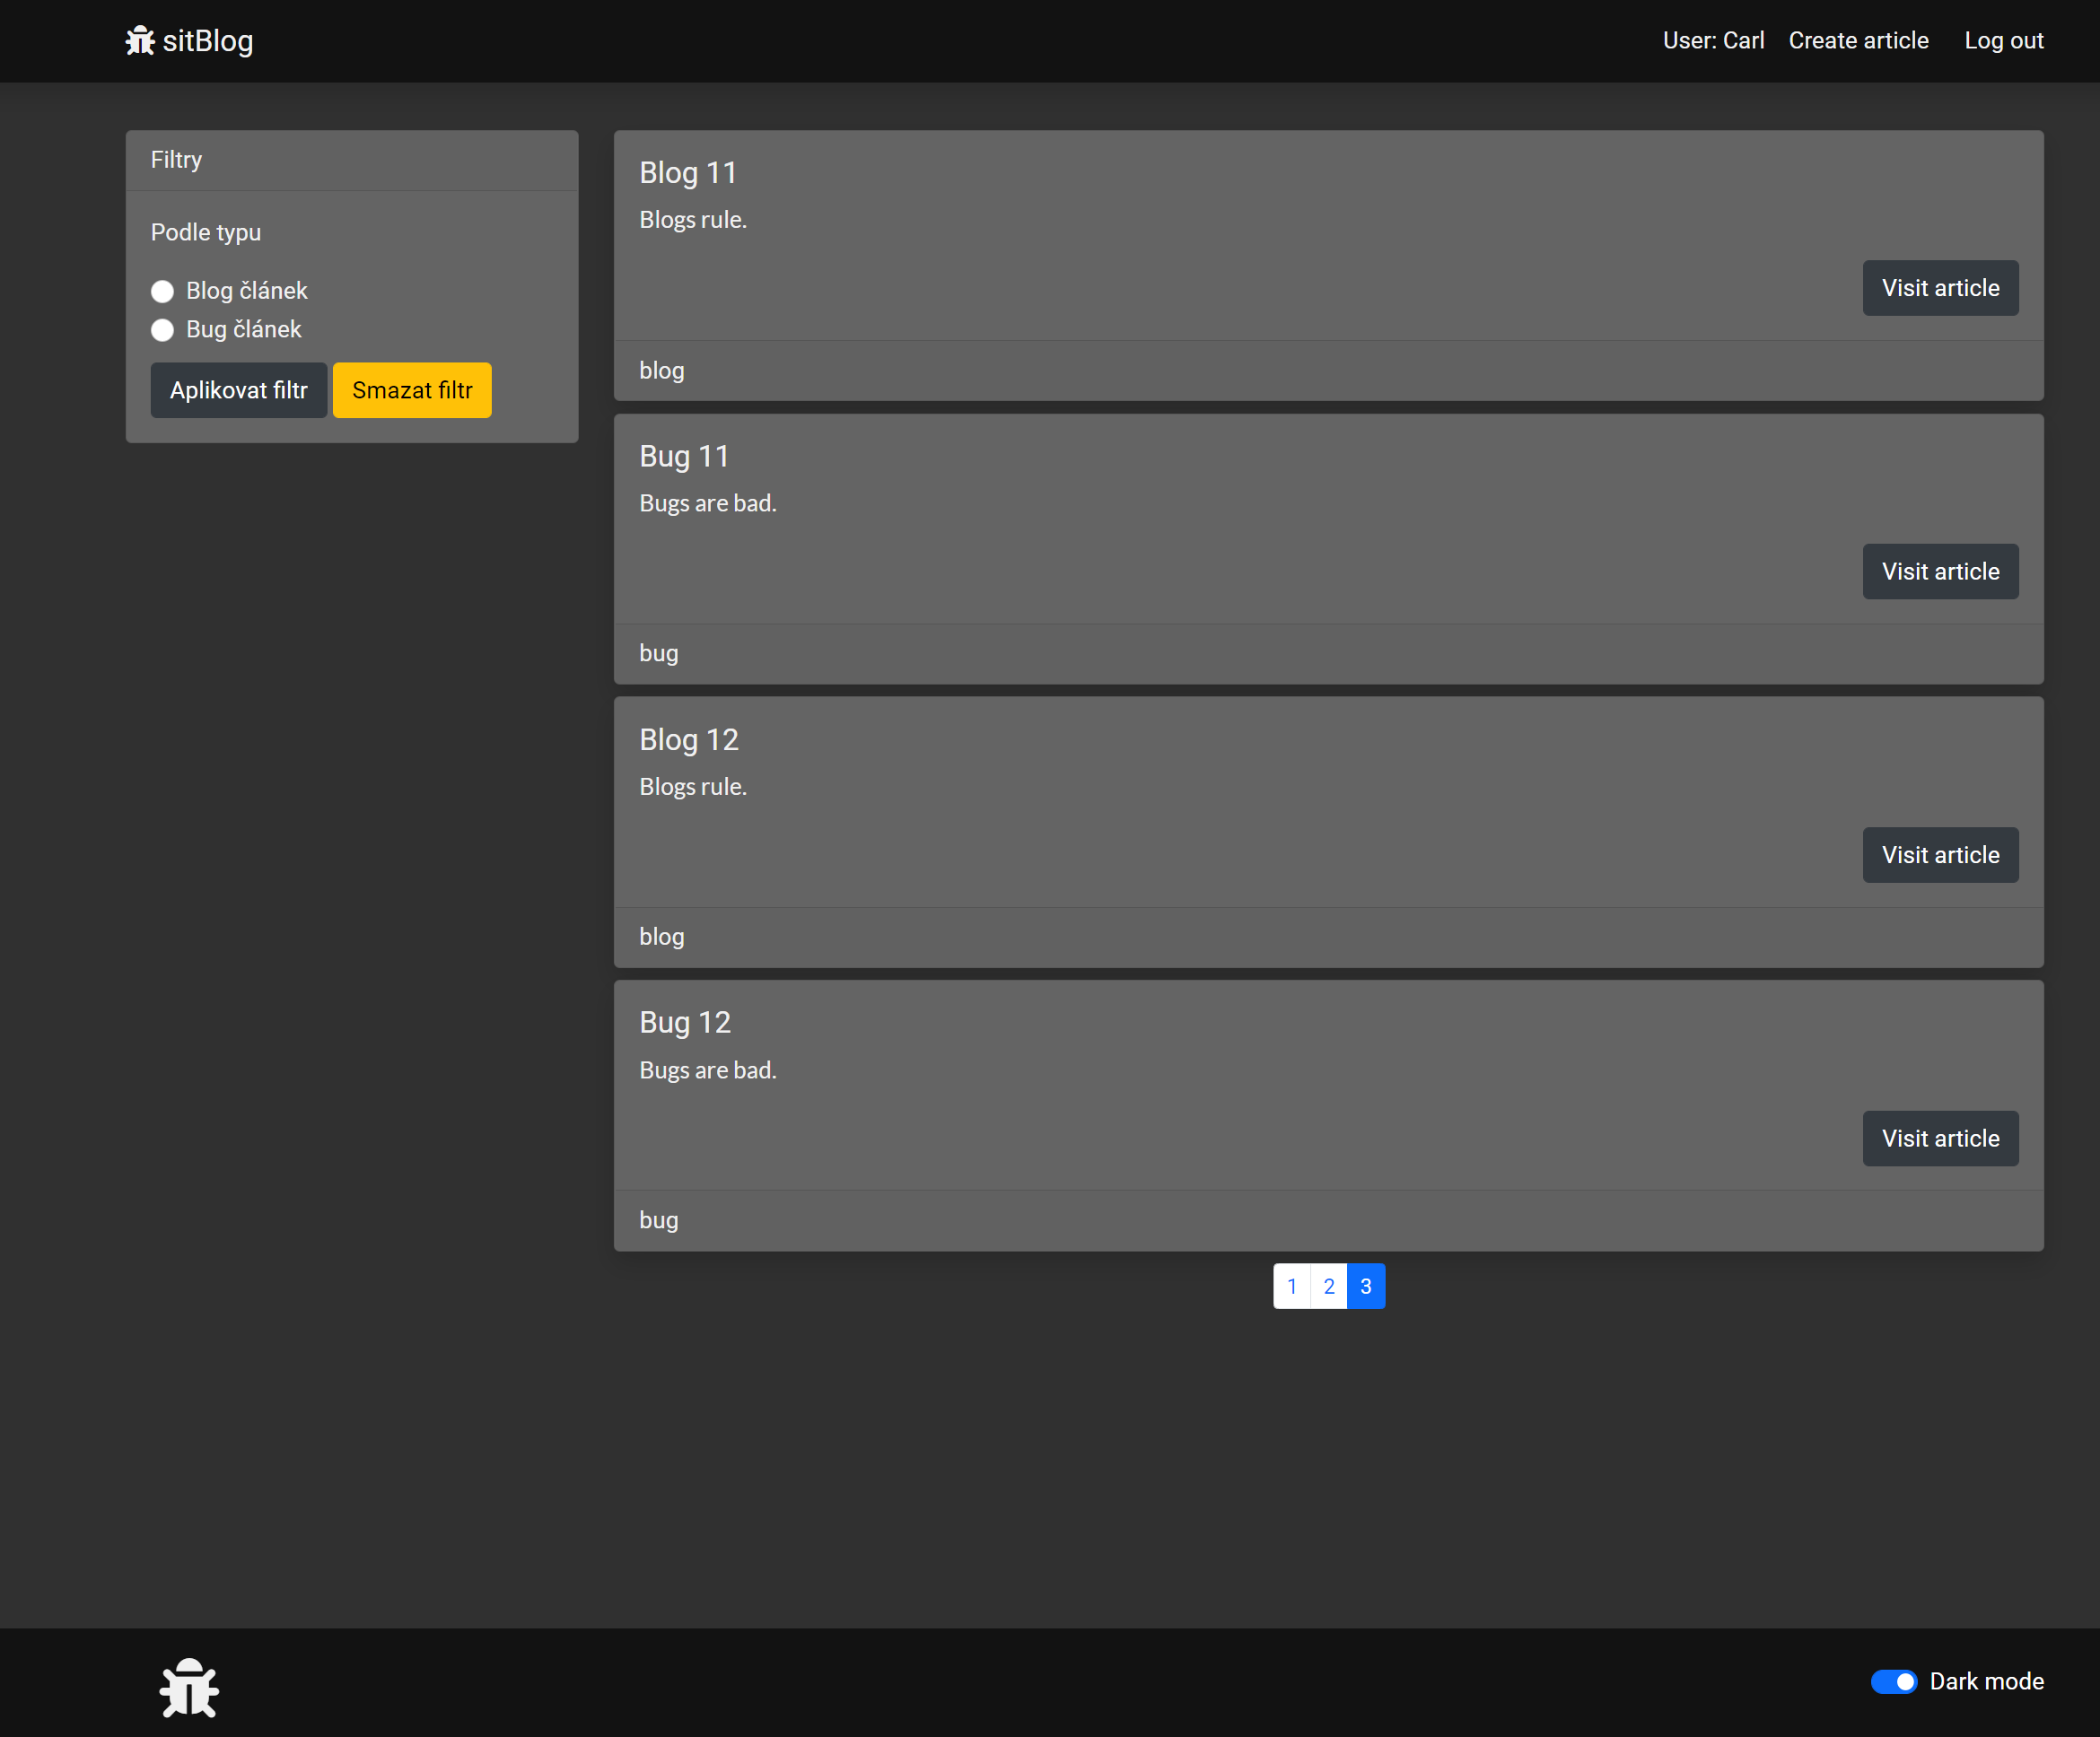 sitBlog
User: Carl Create article Log out
Filtry
Podle typu
Blog článek
Bug článek
Aplikovat filtr Smazat filtr
Blog 11
Blogs rule.
Visit article
blog
Bug 11
Bugs are bad.
Visit article
bug
Blog 12
Blogs rule.
Visit article
blog
Bug 12
Bugs are bad.
Visit article
bug
1 2 3
Dark mode